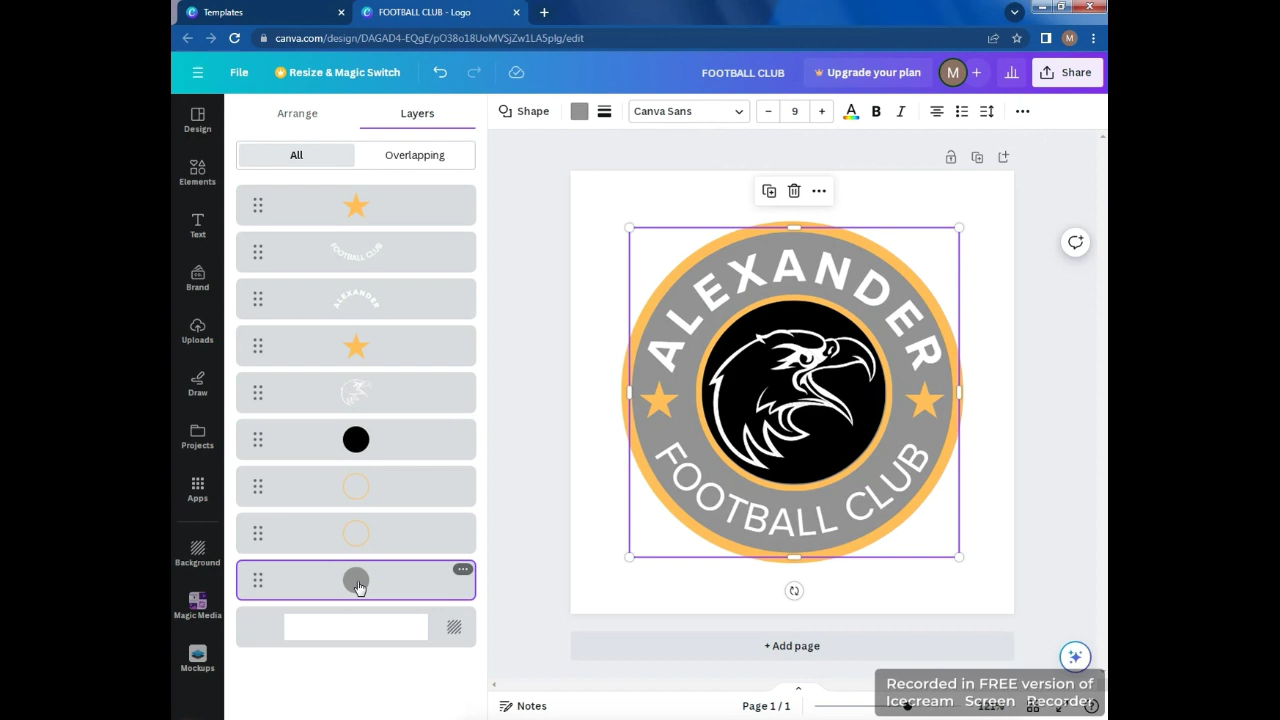 Templates
FOOTBALL CLUB - Logo
canva.com/design/DAGAD4-EQgE/pO38o18UoMVSjZw1LA5plg/edit
M
File
Resize & Magic Switch
FOOTBALL CLUB
Upgrade your plan
M
Share
Design
Elements
Text
Brand
Uploads
Draw
Projects
Apps
Background
Magic Media
Mockups
Arrange
Layers
All
Overlapping
FOOTBALL CLUB
ALEXANDER
Shape
Canva Sans
9
A
B
I
ALEXANDER
FOOTBALL CLUB
+ Add page
Notes
Page 1 / 1
Recorded in FREE version of
Icecream Screen Recorder